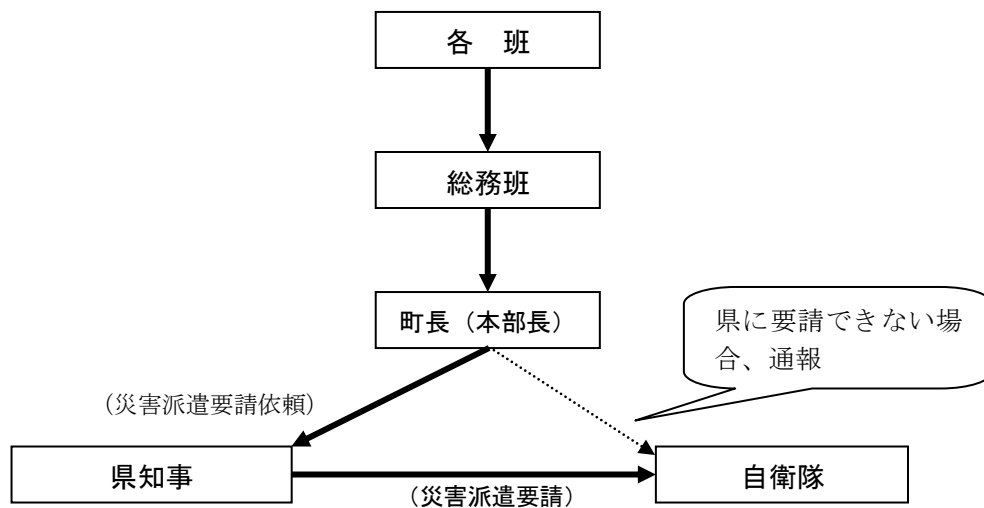 各　班
総務班
町長（本部長）
県に要請できない場
合、通報
（災害派遣要請依頼）
県知事
自衛隊
（災害派遣要請）